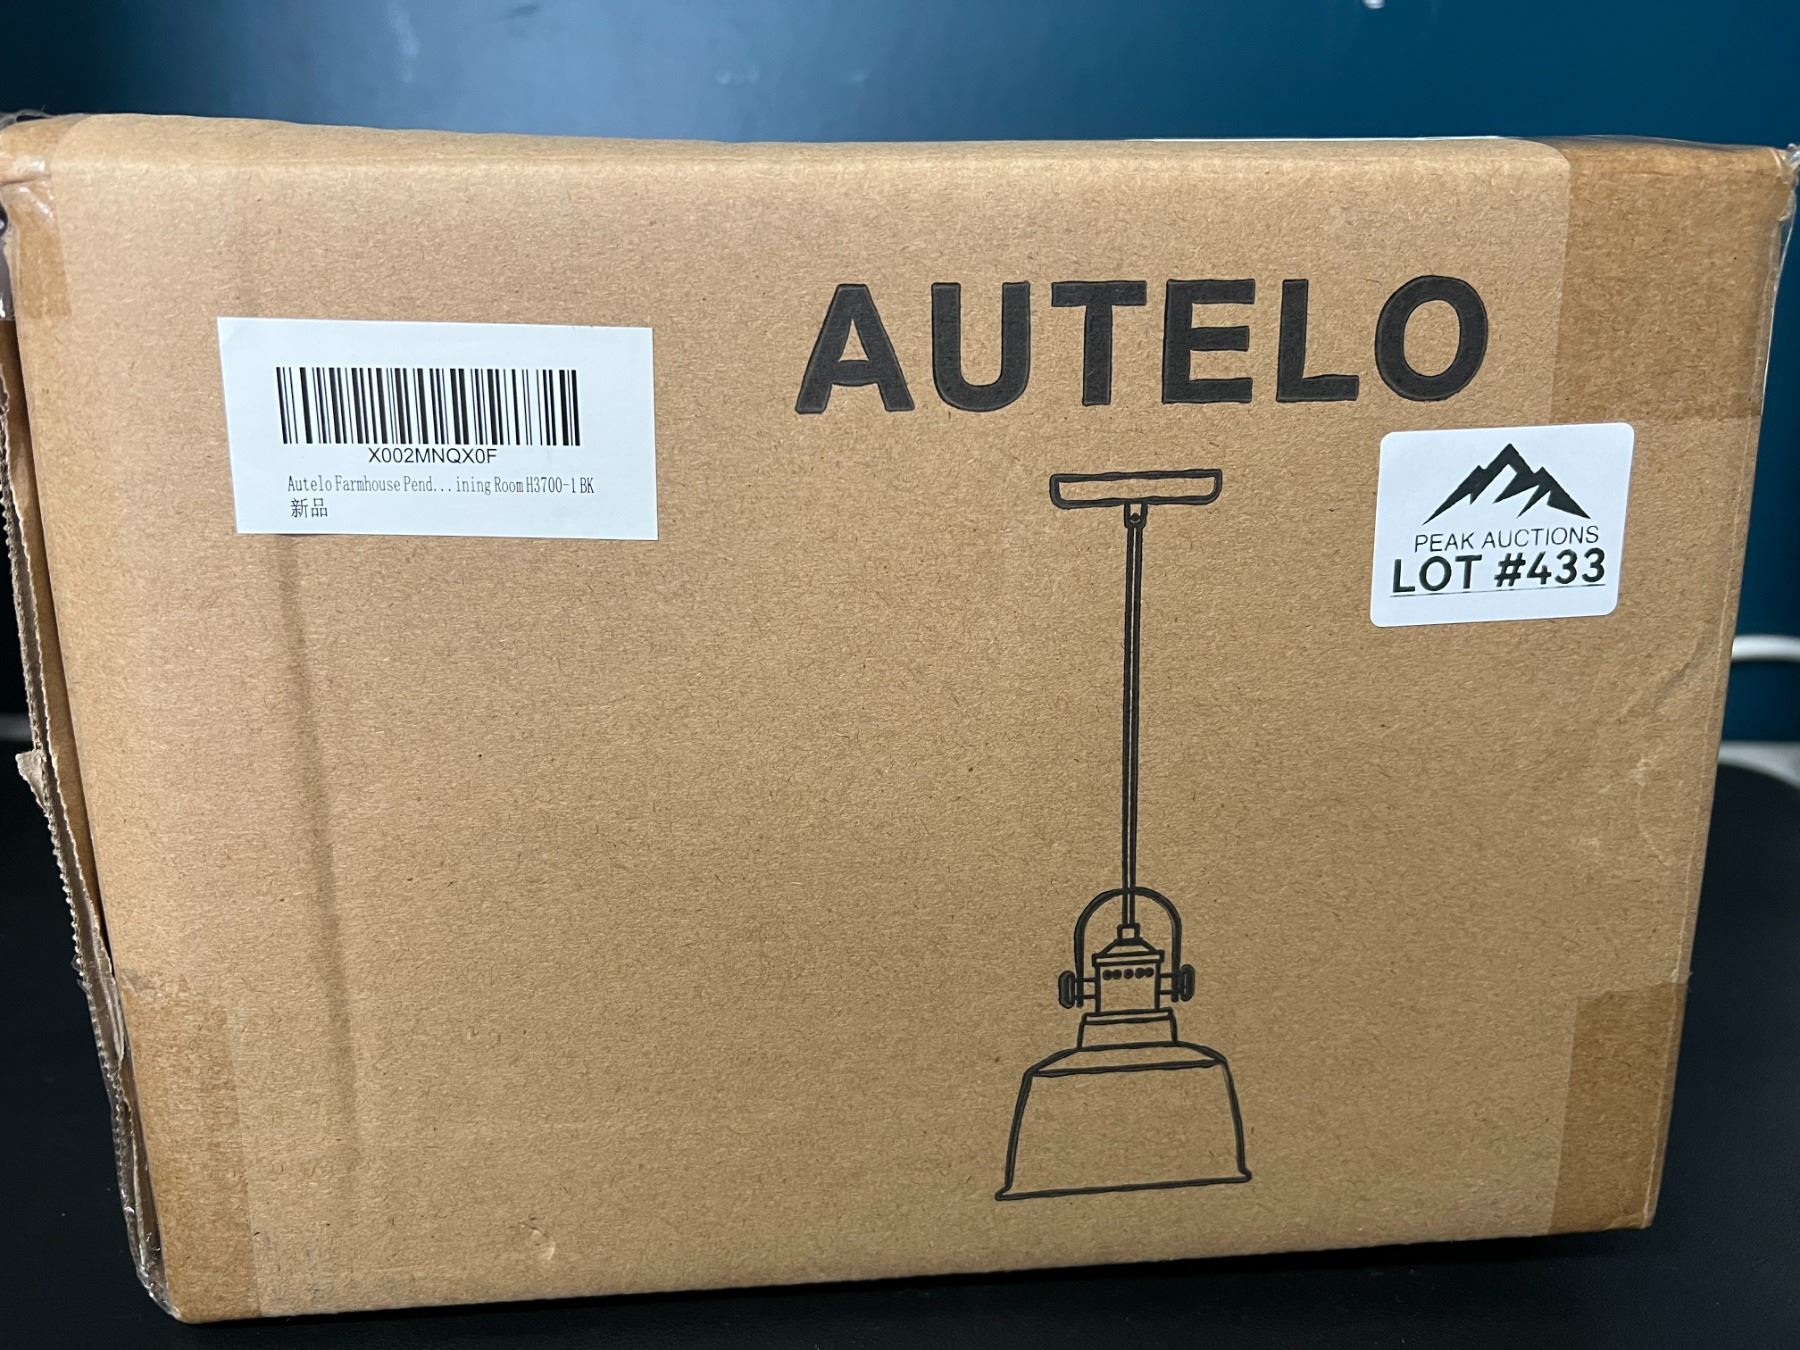 AUTELO
X002MNQX0F
Autelo Farmhouse Pend... ining Room H3700-1 BK
新品
PEAK AUCTIONS
LOT #433